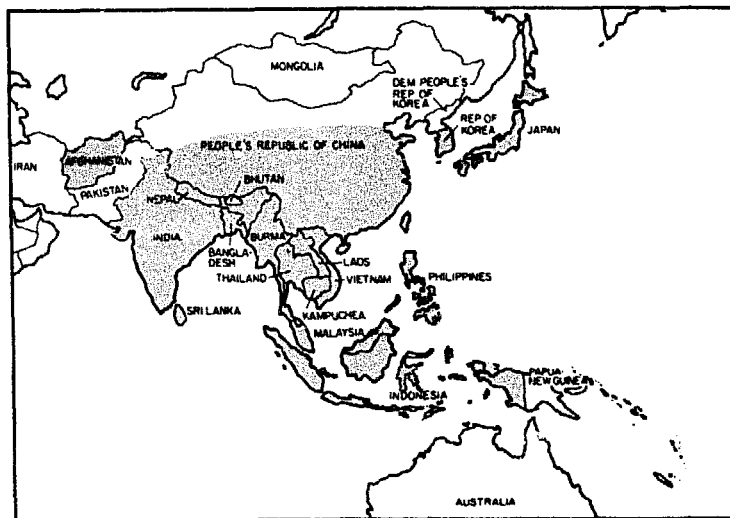 MONGOLIA
DEM PEOPLE'S
REP OF
KOREA
REP OF
KOREA
JAPAN
PEOPLE'S REPUBLIC OF CHINA
IRAN
AFGHANISTAN
PAKISTAN
BHUTAN
NEPAL
INDIA
BURMA
BANGLA-
DESH
LAOS
THAILAND
VIETNAM
PHILIPPINES
SRI LANKA
KAMPUCHEA
MALAYSIA
PAPUA
NEW GUINEA
INDONESIA
AUSTRALIA